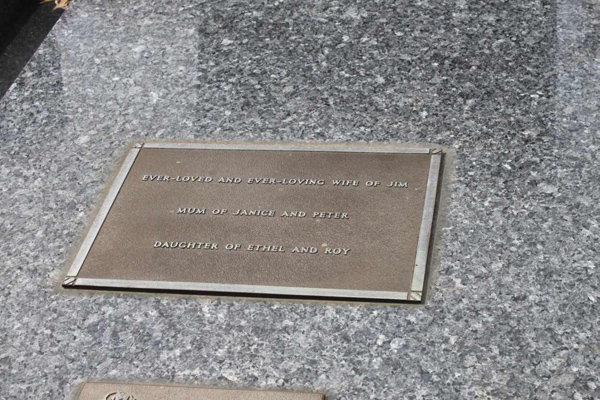 EVER-LOVED AND EVER-LOVING WIFE OF JIM
MUM OF JANICE AND PETER
DAUGHTER OF ETHEL AND ROY